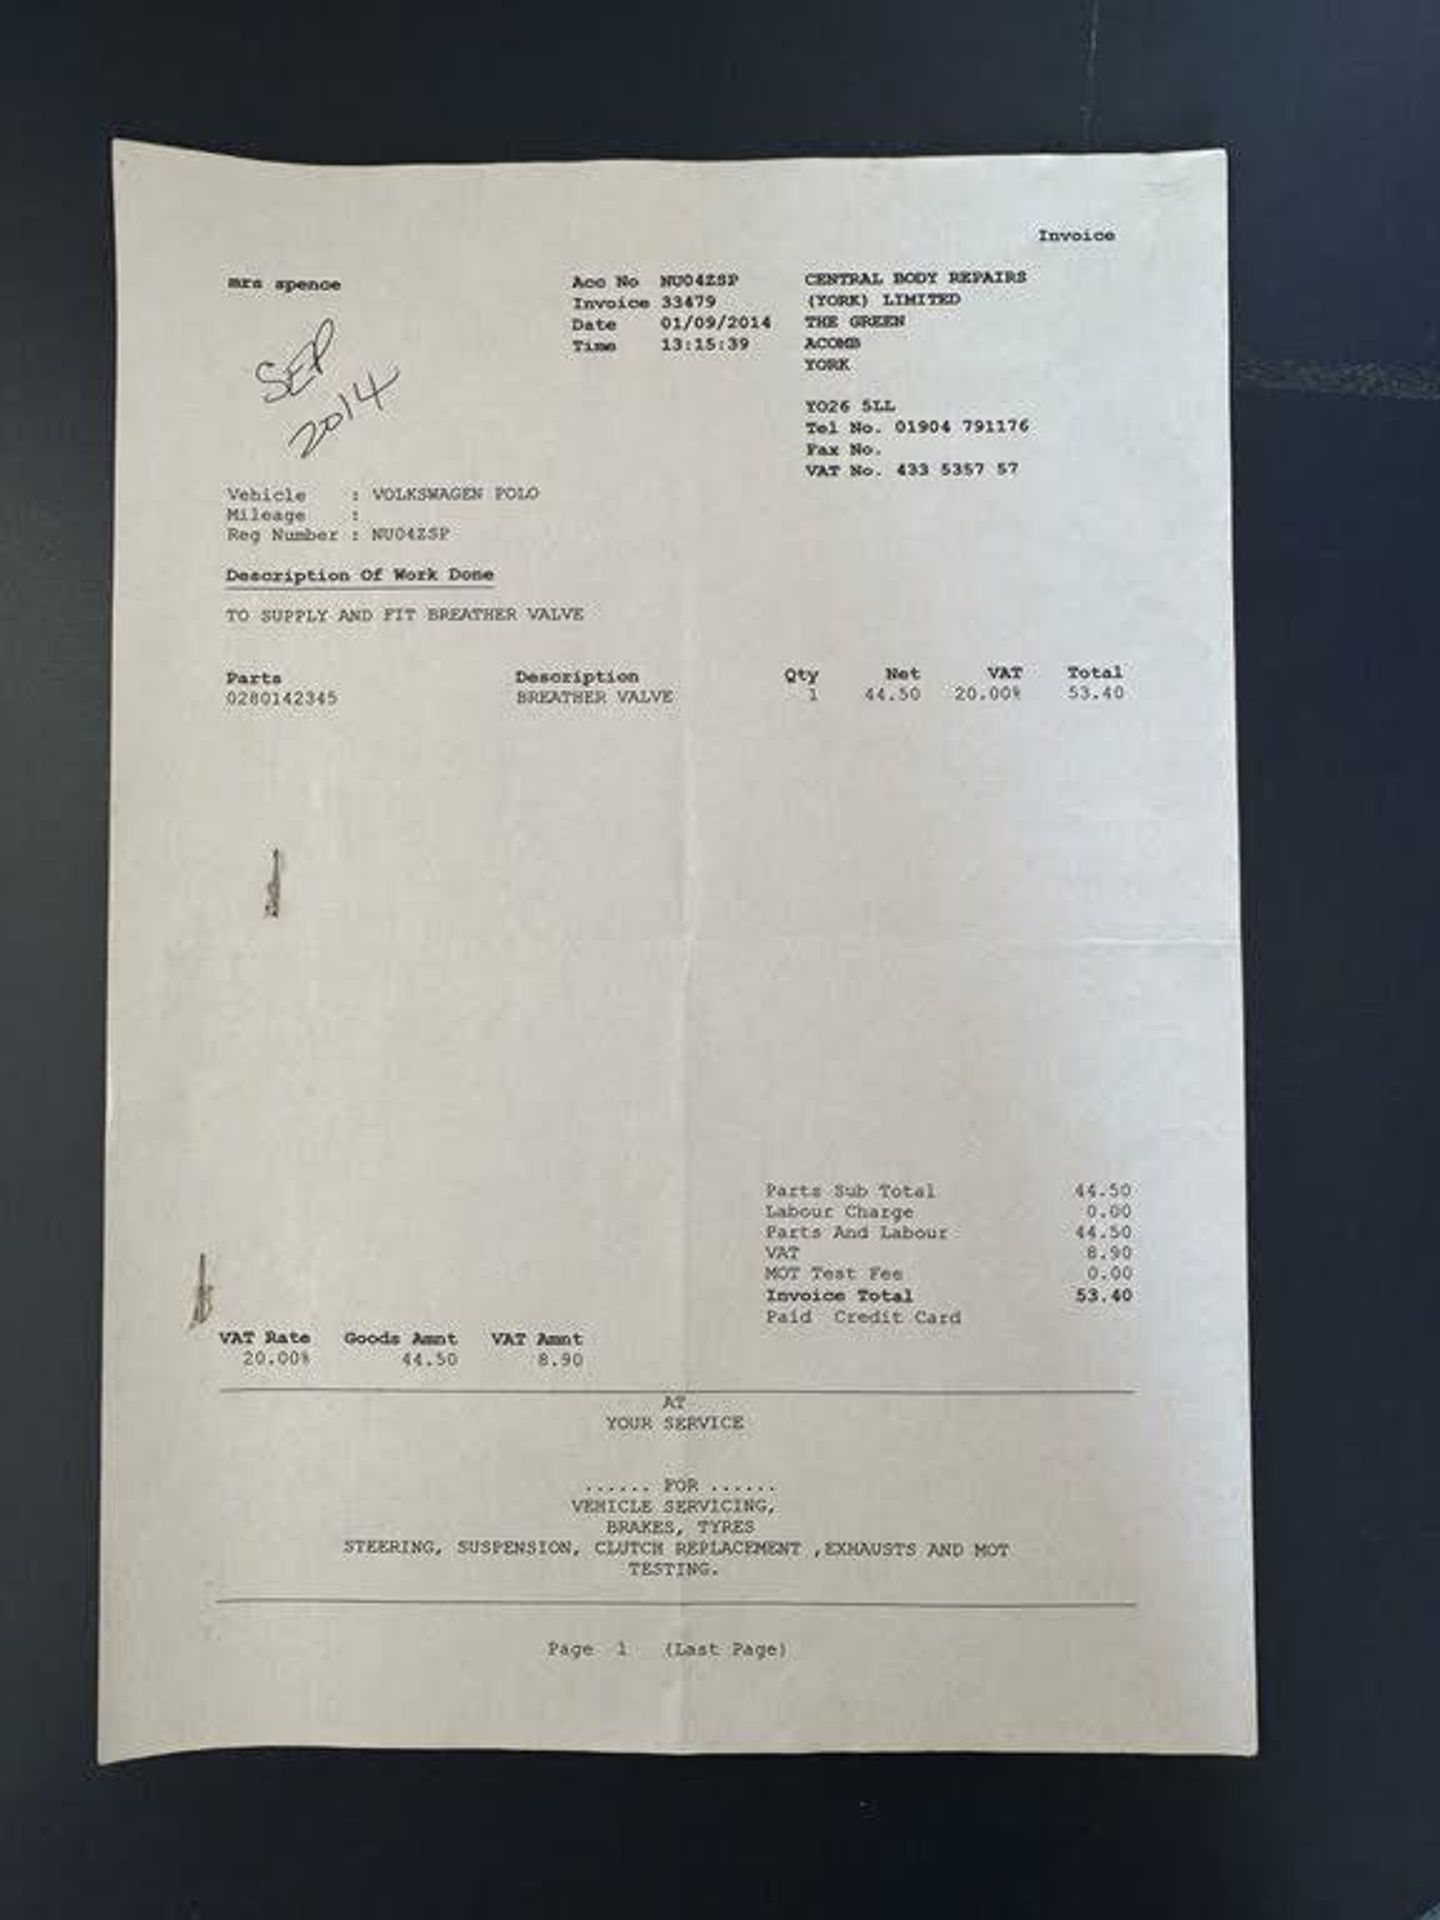 Invoice
mrs spence
Acc No NU04ZSP
Invoice 33479
Date 01/09/2014
Time 13:15:39
CENTRAL BODY REPAIRS
(YORK) LIMITED
THE GREEN
ACOMB
YORK
YO26 5LL
Tel No. 01904 791176
Fax No.
VAT No. 433 5357 57
SEP
2014
Vehicle : VOLKSWAGEN POLO
Mileage :
Reg Number : NU04ZSP
Description Of Work Done
TO SUPPLY AND FIT BREATHER VALVE
Parts Description Qty Net VAT Total
0280142345 BREATHER VALVE 1 44.50 20.00% 53.40
Parts Sub Total 44.50
Labour Charge 0.00
Parts And Labour 44.50
VAT 8.90
MOT Test Fee 0.00
Invoice Total 53.40
Paid Credit Card
VAT Rate Goods Amnt VAT Amnt
20.00% 44.50 8.90
AT
YOUR SERVICE
...... FOR ......
VEHICLE SERVICING,
BRAKES, TYRES
STEERING, SUSPENSION, CLUTCH REPLACEMENT ,EXHAUSTS AND MOT
TESTING.
Page 1 (Last Page)